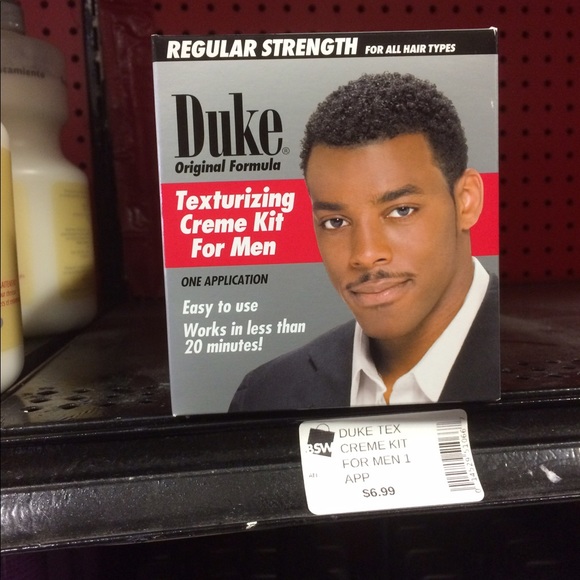 REGULAR STRENGTH FOR ALL HAIR TYPES
Duke®
Original Formula
Texturizing
Creme Kit
For Men
ONE APPLICATION
Easy to use
Works in less than
20 minutes!
BSW
DUKE TEX
CREME KIT
FOR MEN 1
APP
$6.99